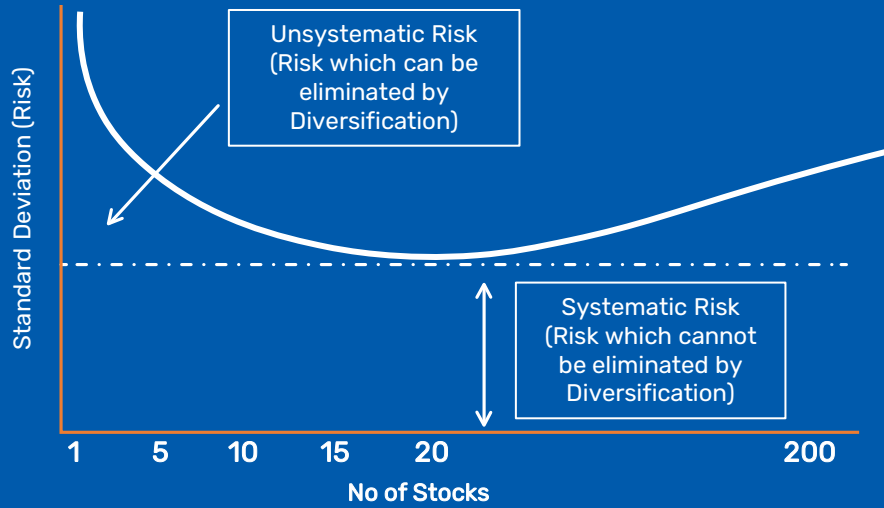 Unsystematic Risk
(Risk which can be
eliminated by
Diversification)
Standard Deviation (Risk)
Systematic Risk
(Risk which cannot
be eliminated by
Diversification)
1 5 10 15 20 200
No of Stocks